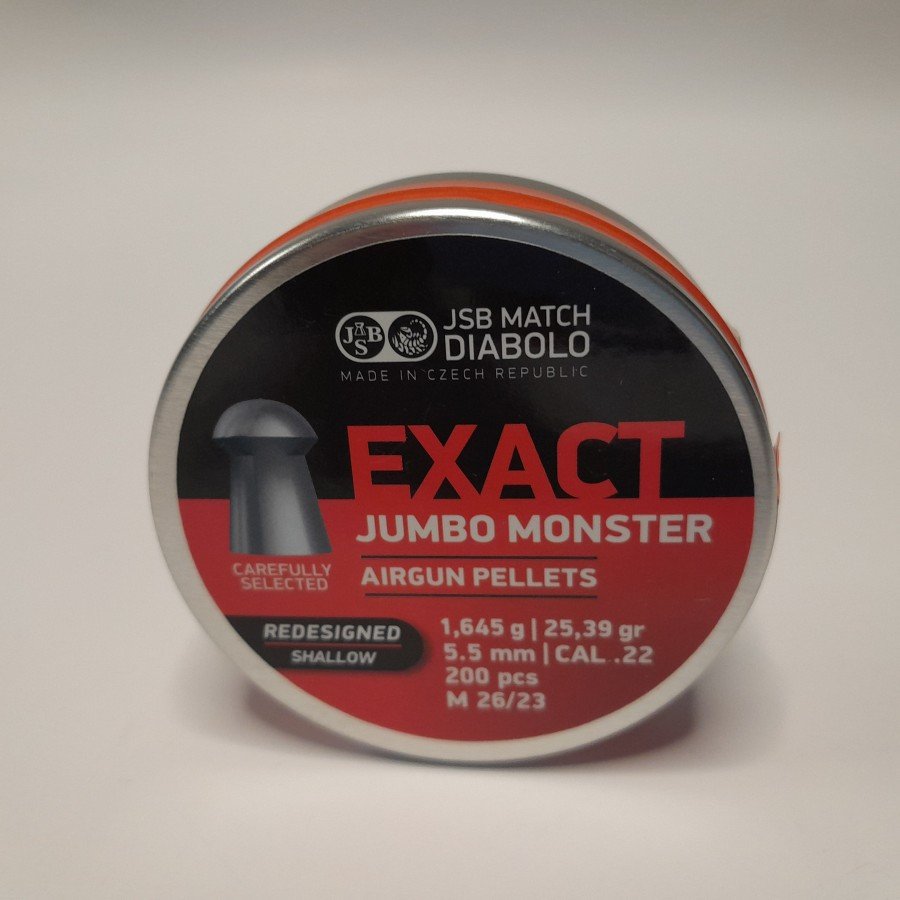 JSB
JSB MATCH
DIABOLO
MADE IN CZECH REPUBLIC
EXACT
JUMBO MONSTER
AIRGUN PELLETS
CAREFULLY
SELECTED
REDESIGNED
SHALLOW
1,645 g | 25,39 gr
5.5 mm | CAL .22
200 pcs
M 26/23